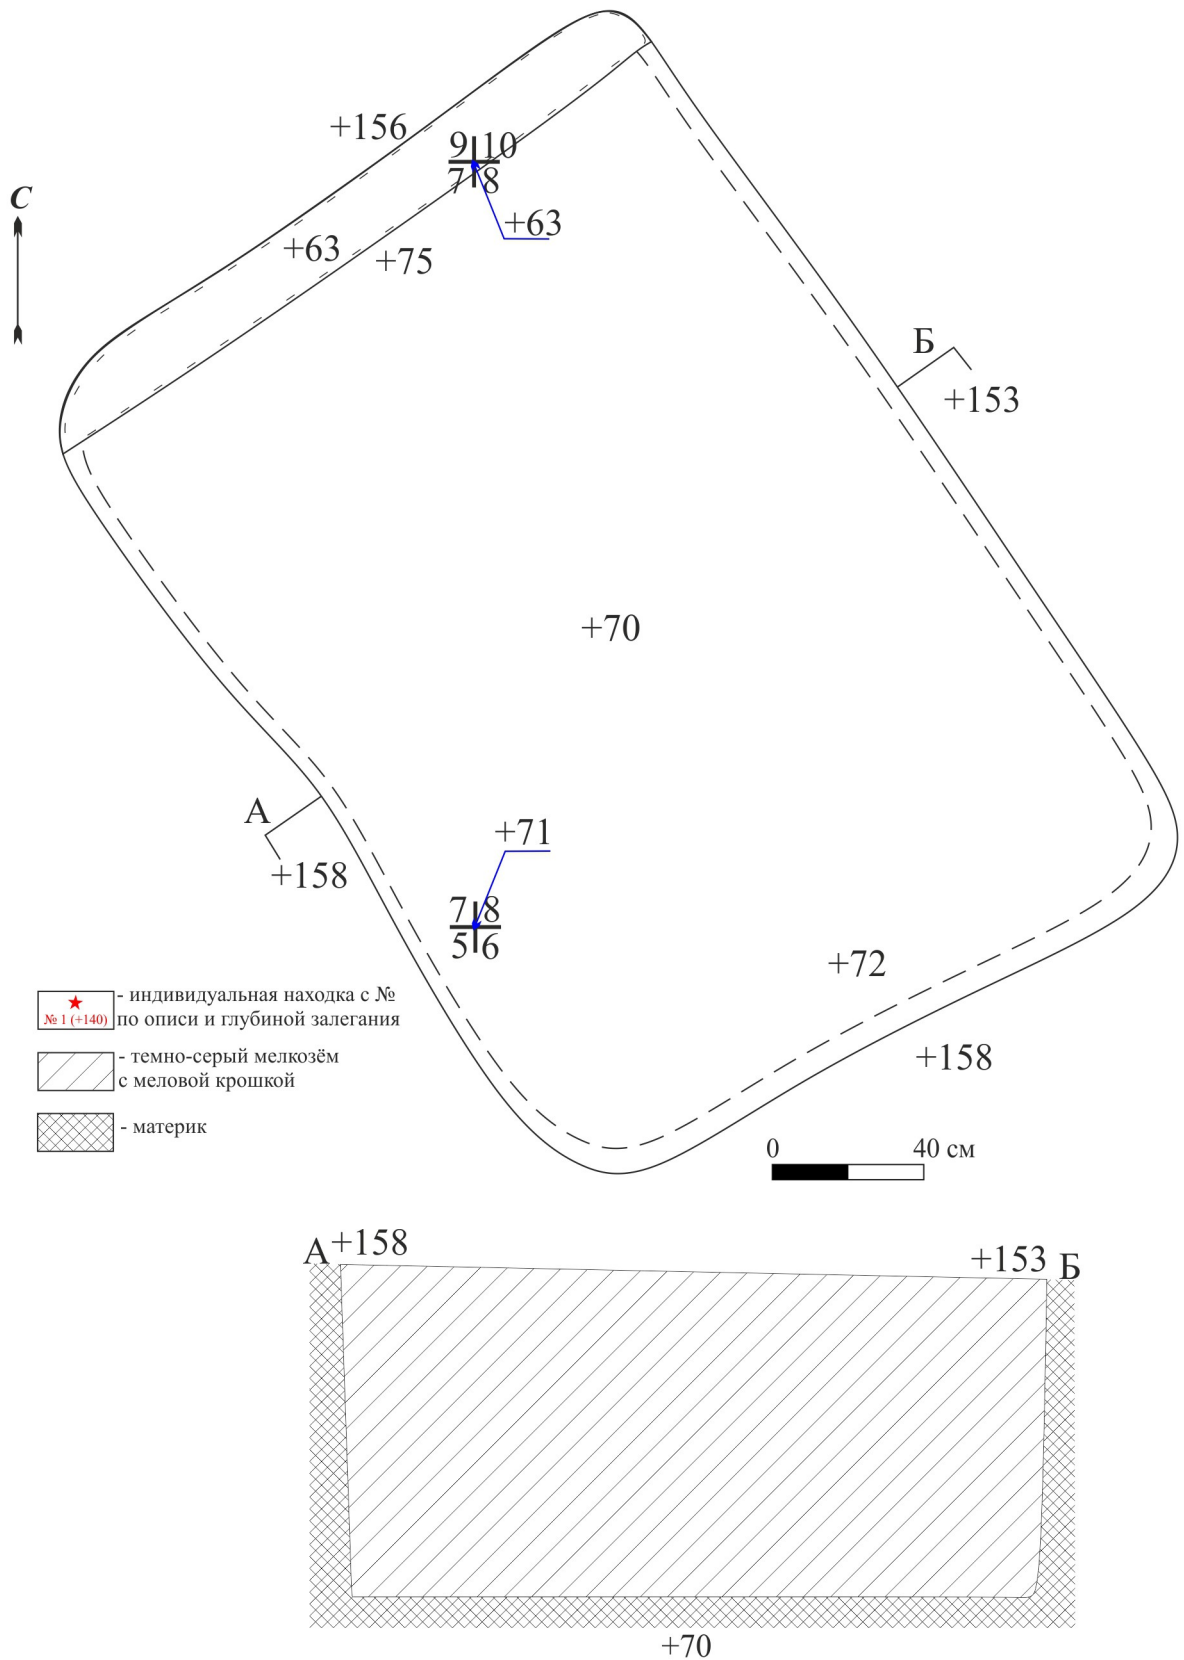 +156
9 10
7 8
С
+63
+63
+75
Б
+153
+70
А
+71
+158
7 8
5 6
+72
+158
№ 1 (+140)
- индивидуальная находка с №
по описи и глубиной залегания
- темно-серый мелкозём
с меловой крошкой
- материк
0 40 см
А +158
+153 Б
+70